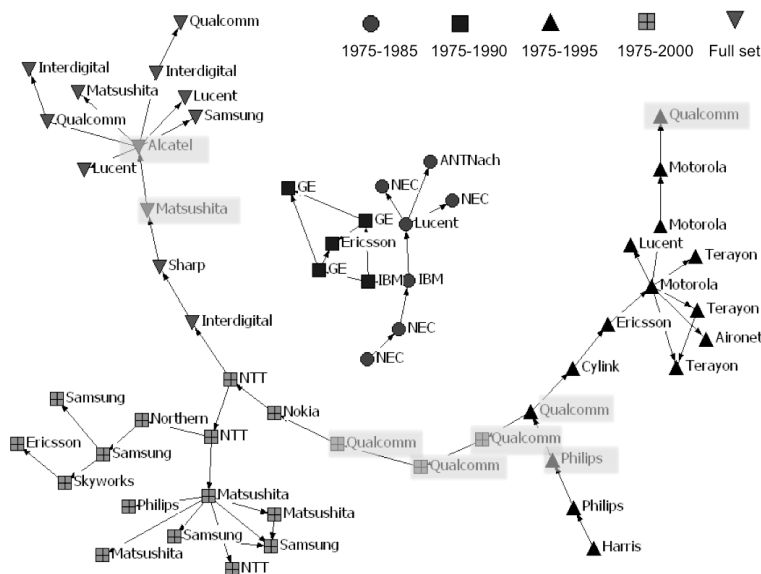 Qualcomm
1975-1985
1975-1990
1975-1995
1975-2000
Full set
Interdigital
Interdigital
Matsushita
Lucent
Samsung
Qualcomm
Alcatel
Lucent
Matsushita
Sharp
Interdigital
ANTNach
NEC
NEC
GE
GE
Lucent
Ericsson
GE
IBM
IBM
NEC
NEC
Qualcomm
Motorola
Motorola
Lucent
Terayon
Motorola
Terayon
Ericsson
Aironet
Cylink
Terayon
NTT
Samsung
Northern
Nokia
Qualcomm
Ericsson
NTT
Qualcomm
Qualcomm
Samsung
Qualcomm
Philips
Skyworks
Matsushita
Philips
Matsushita
Philips
Samsung
Samsung
Harris
Matsushita
NTT